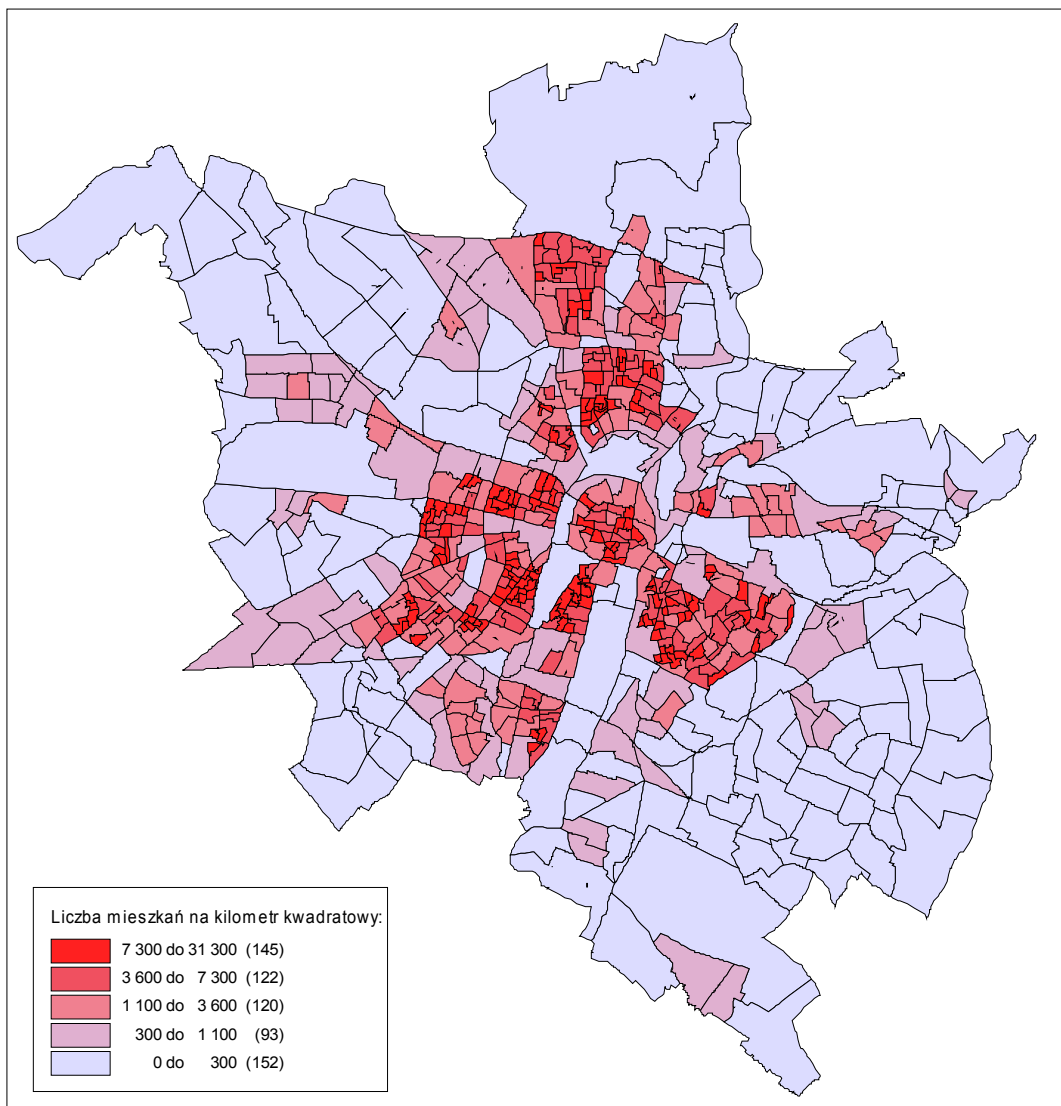 Liczba mieszkań na kilometr kwadratowy:
7 300 do 31 300 (145)
3 600 do 7 300 (122)
1 100 do 3 600 (120)
300 do 1 100 (93)
0 do 300 (152)